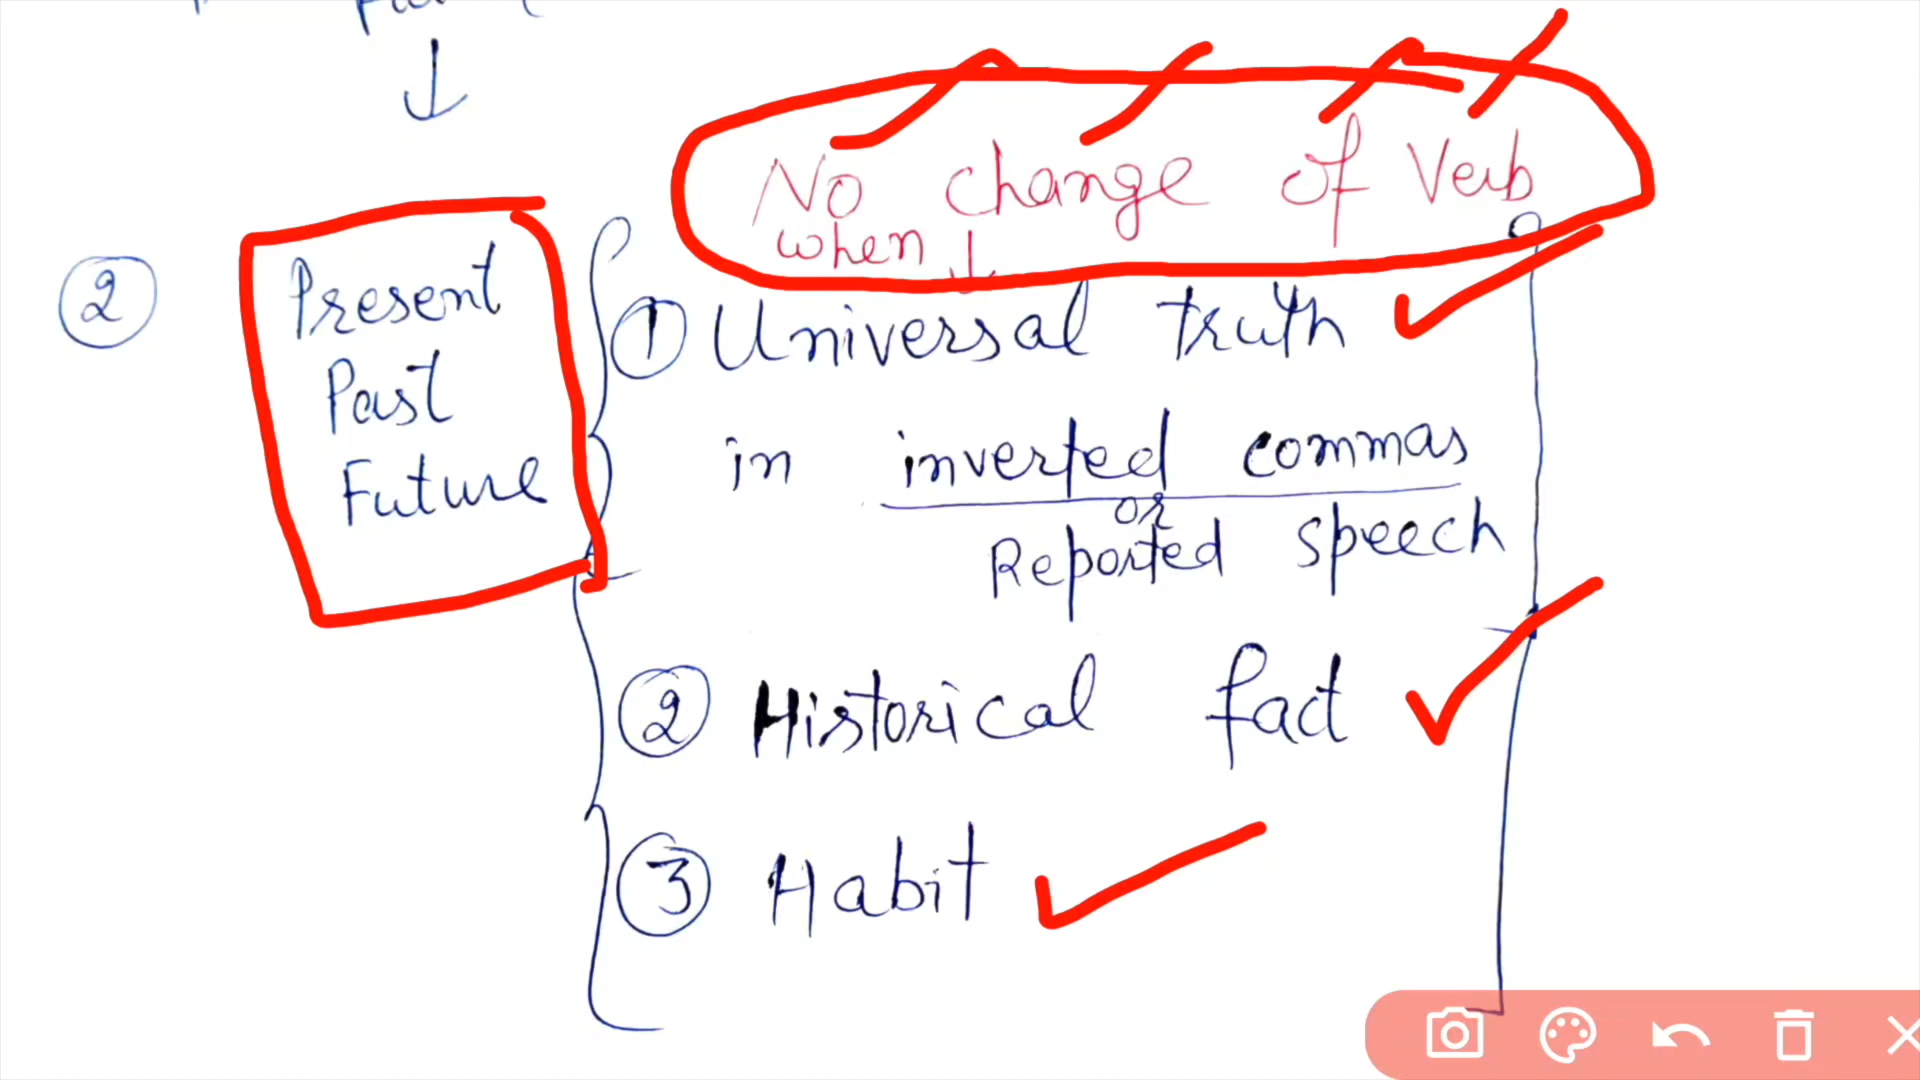 No change of Verb
when
②
Present
Past
Future
① Universal truth
in inverted commas
or
Reported speech
② Historical fact
③ Habit